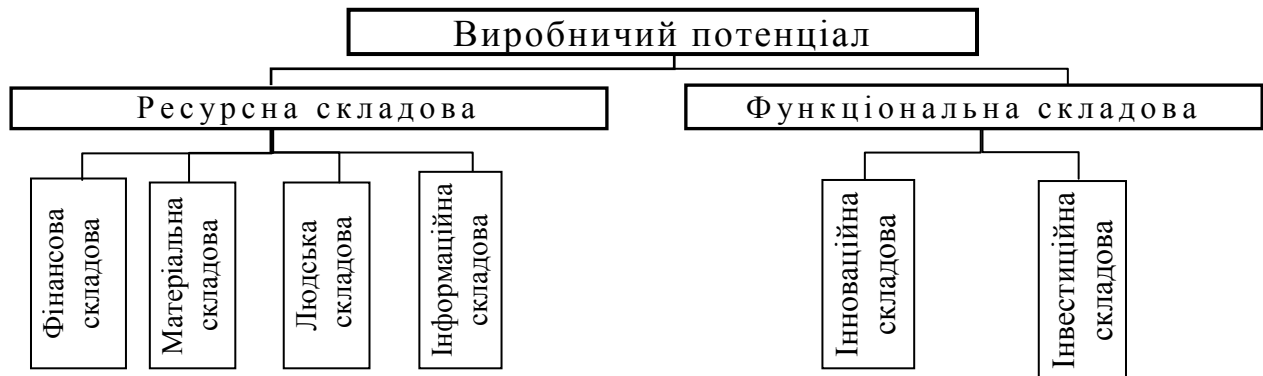 Виробничий потенціал
Ресурсна складова
Функціональна складова
Фінансова
складова
Матеріальна
складова
Людська
складова
Інформаційна
складова
Інноваційна
складова
Інвестиційна
складова